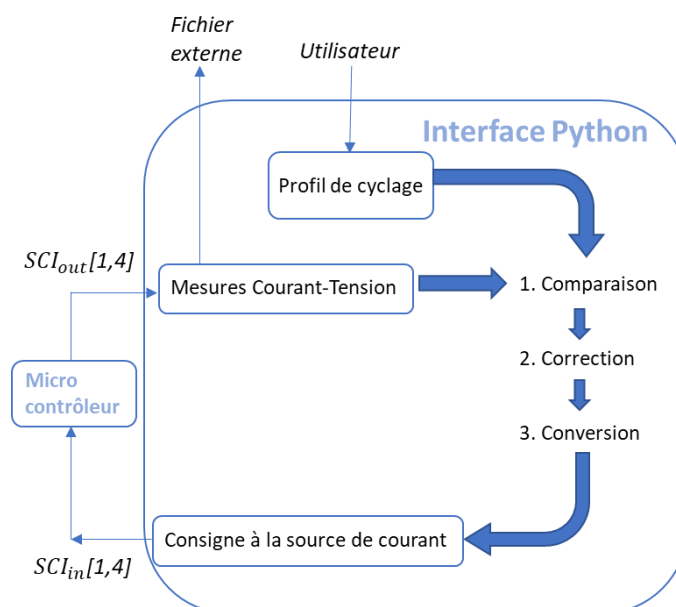 Fichier
externe
Utilisateur
Interface Python
Profil de cyclage
SCIout[1,4]
Mesures Courant-Tension
1. Comparaison
2. Correction
Micro
contrôleur
3. Conversion
Consigne à la source de courant
SCIin[1,4]